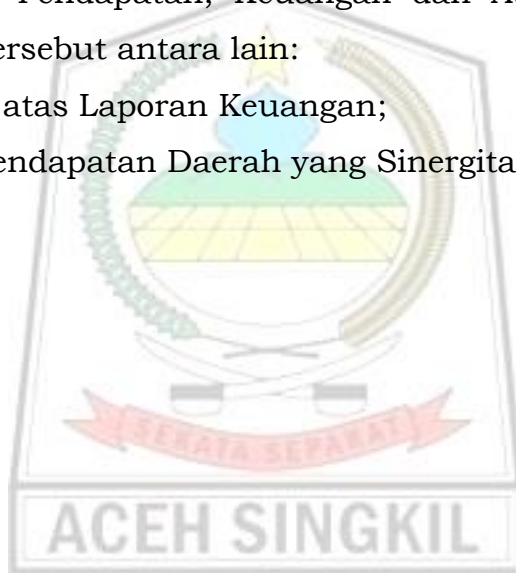 Pendapatan, Keuangan dan
ersebut antara lain:
atas Laporan Keuangan;
endapatan Daerah yang Sinergita
SEKATA SEPAKAT
ACEH SINGKIL